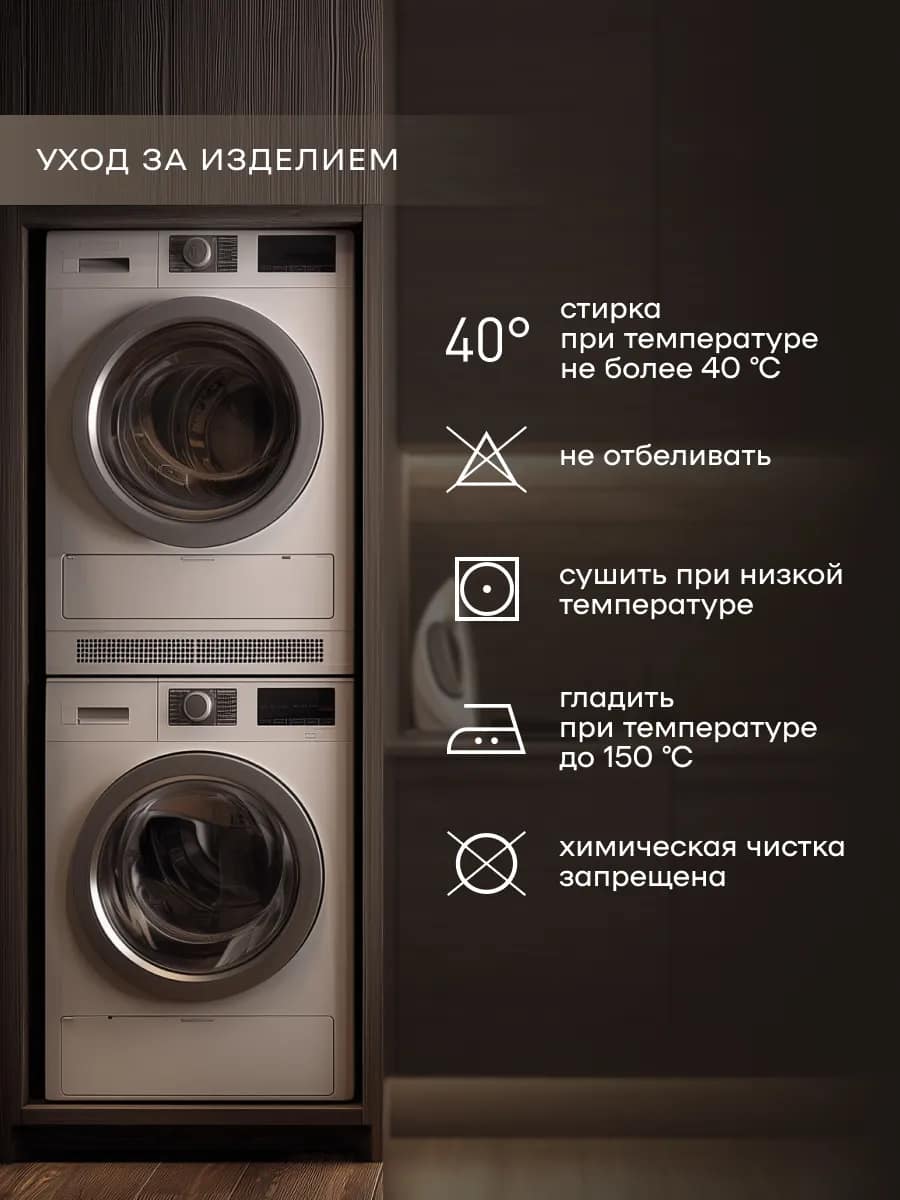 УХОД ЗА ИЗДЕЛИЕМ
40°
стирка
при температуре
не более 40 °С
не отбеливать
сушить при низкой
температуре
гладить
при температуре
до 150 °С
химическая чистка
запрещена